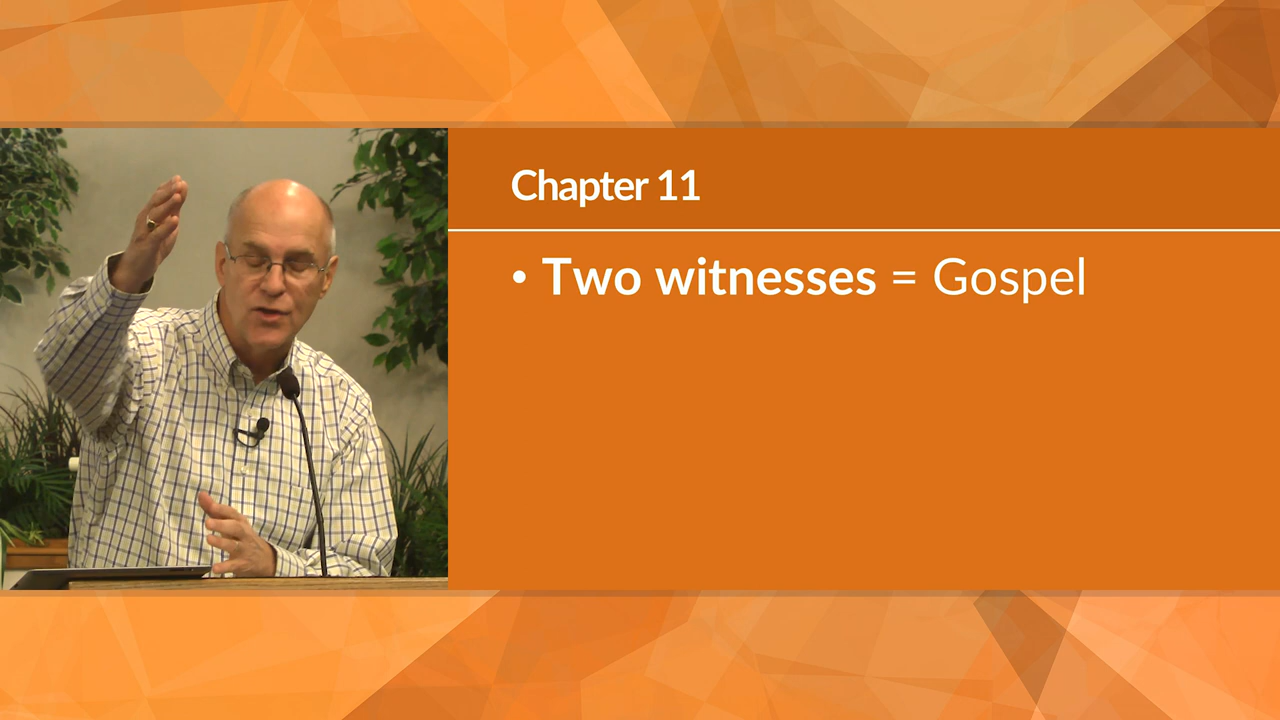 Chapter 11
• Two witnesses = Gospel